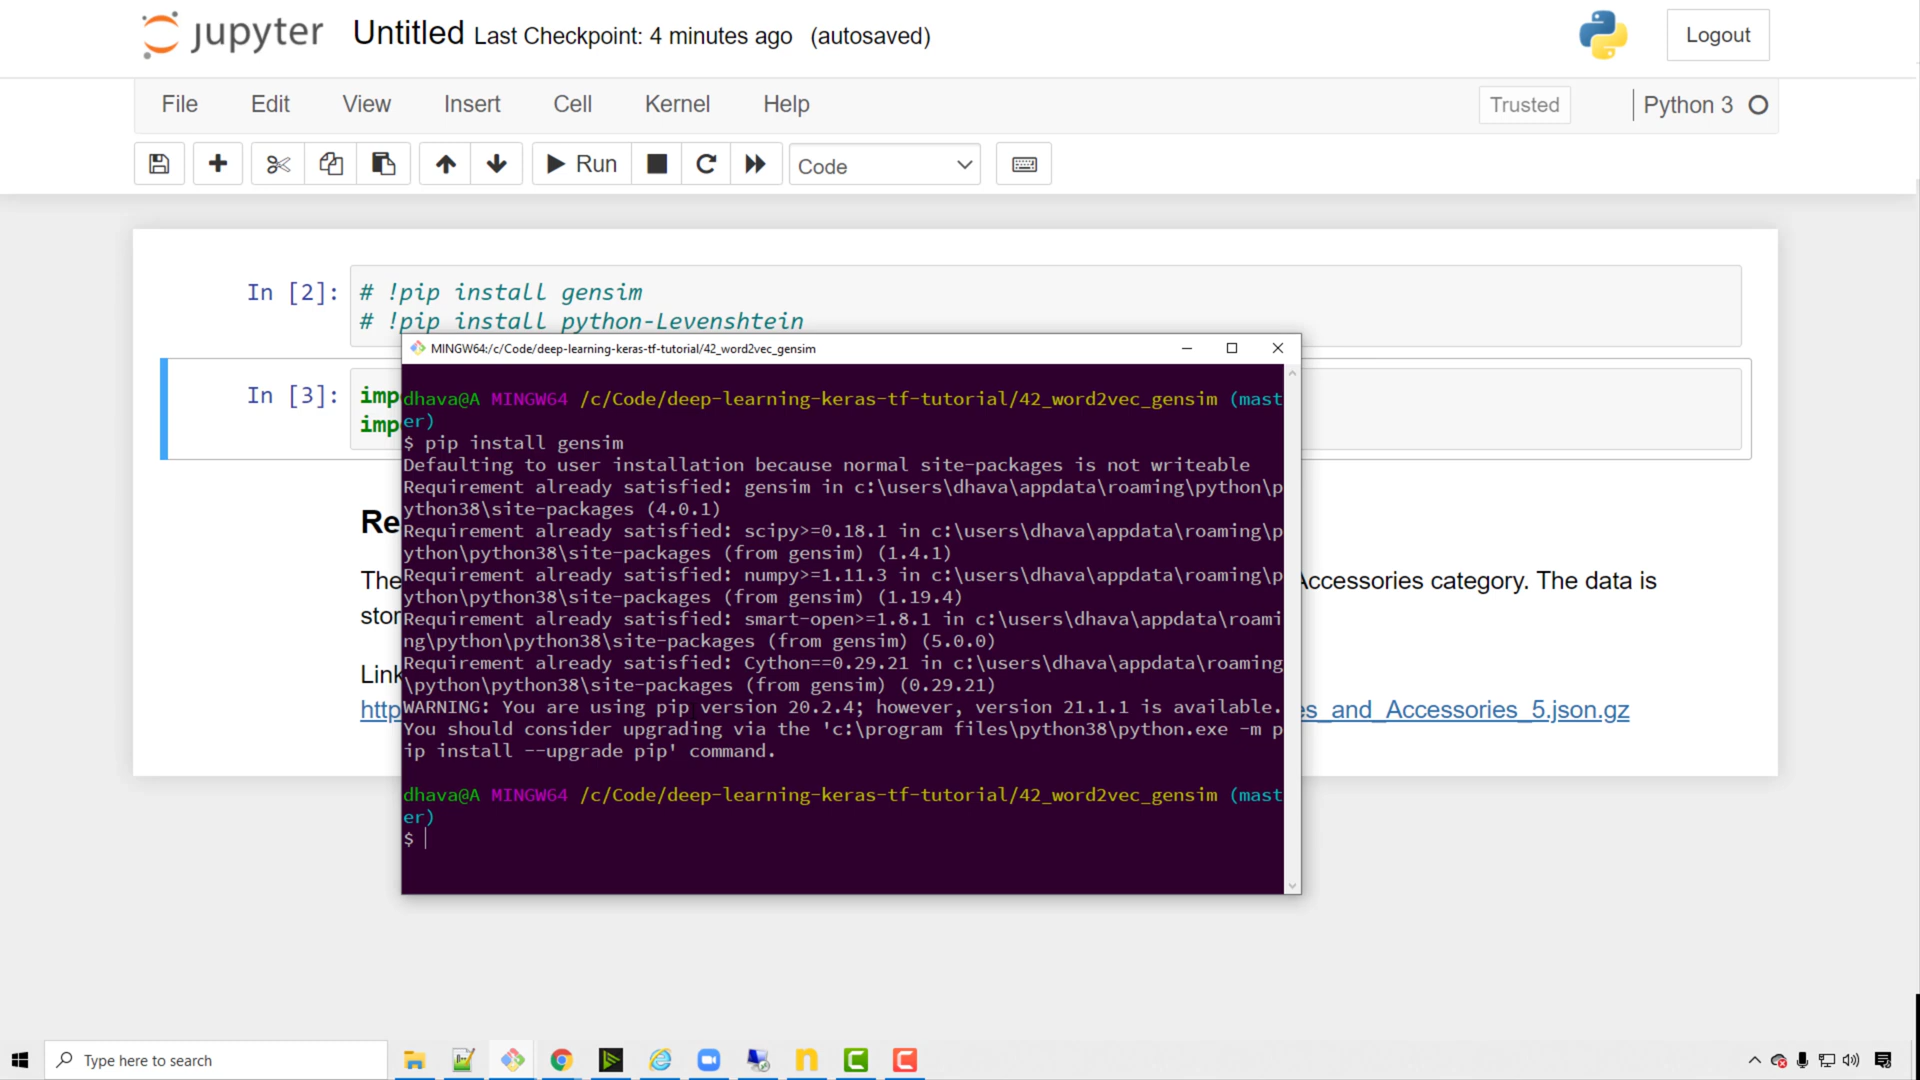 jupyter Untitled Last Checkpoint: 4 minutes ago (autosaved)
Logout
File Edit View Insert Cell Kernel Help
Trusted
Python 3
Run
Code
In [2]: # !pip install gensim
# !pip install python-Levenshtein
MINGW64:/c/Code/deep-learning-keras-tf-tutorial/42_word2vec_gensim
In [3]: imp
imp
dhava@A MINGW64 /c/Code/deep-learning-keras-tf-tutorial/42_word2vec_gensim (mast
er)
$ pip install gensim
Defaulting to user installation because normal site-packages is not writeable
Requirement already satisfied: gensim in c:\users\dhava\appdata\roaming\python\p
ython38\site-packages (4.0.1)
Requirement already satisfied: scipy>=0.18.1 in c:\users\dhava\appdata\roaming\p
ython\python38\site-packages (from gensim) (1.4.1)
Requirement already satisfied: numpy>=1.11.3 in c:\users\dhava\appdata\roaming\p
ython\python38\site-packages (from gensim) (1.19.4)
Requirement already satisfied: smart-open>=1.8.1 in c:\users\dhava\appdata\roami
ng\python\python38\site-packages (from gensim) (5.0.0)
Requirement already satisfied: Cython==0.29.21 in c:\users\dhava\appdata\roaming
\python\python38\site-packages (from gensim) (0.29.21)
WARNING: You are using pip version 20.2.4; however, version 21.1.1 is available.
You should consider upgrading via the 'c:\program files\python38\python.exe -m p
ip install --upgrade pip' command.
dhava@A MINGW64 /c/Code/deep-learning-keras-tf-tutorial/42_word2vec_gensim (mast
er)
$
Re
The
Accessories category. The data is
stor
Link
http
es_and_Accessories_5.json.gz
Type here to search